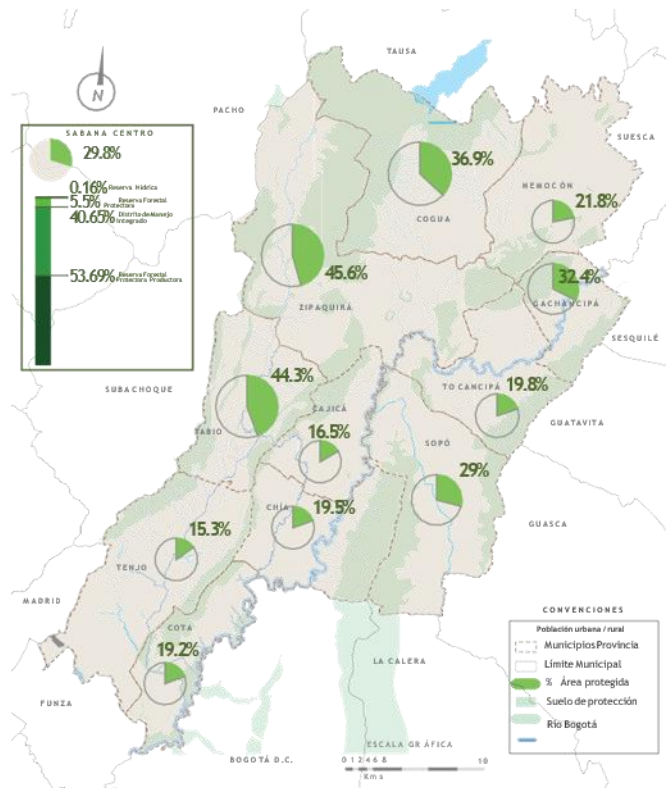 TAUSA
PACHO
N
SABANA CENTRO
29.8%
0.16% Reserva Hídrica
5.5% Reserva Forestal
Protectora
40.65% Distrito de Manejo
Integrado
53.69% Reserva Forestal
Protectora Productora
SUESCA
36.9%
COGUA
NEMOCÓN
21.8%
45.6%
ZIPAQUIRÁ
32.4%
GACHANCIPÁ
SESQUILÉ
SUBACHOQUE
44.3%
TABIO
CAJICÁ
16.5%
TOCANCIPÁ
19.8%
GUATAVITA
SOPÓ
29%
CHÍA
19.5%
GUASCA
15.3%
TENJO
MADRID
COTA
19.2%
FUNZA
LA CALERA
BOGOTÁ D.C.
ESCALA GRÁFICA
0 1 2 4 6 8 10
Kms
CONVENCIONES
Población urbana / rural
Municipios Provincia
Límite Municipal
% Área protegida
Suelo de protección
Río Bogotá